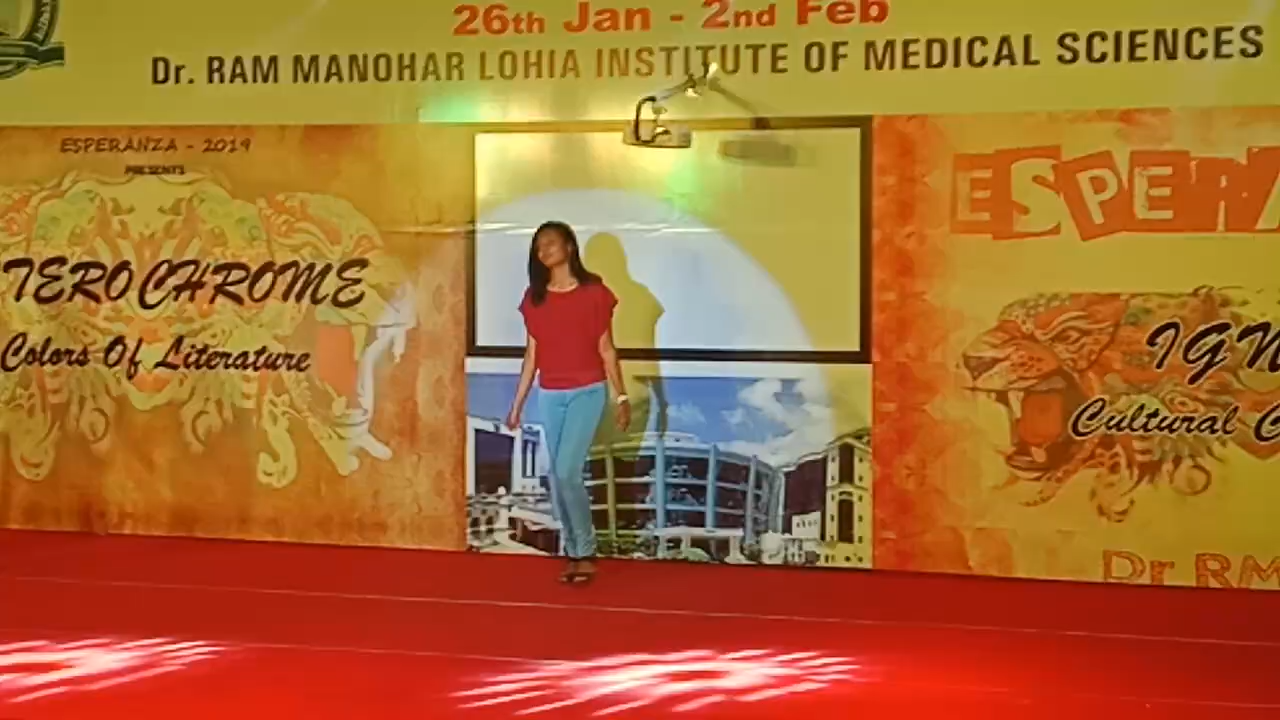 26th Jan - 2nd Feb
Dr. RAM MANOHAR LOHIA INSTITUTE OF MEDICAL SCIENCES
ESPERANZA - 2019
PRESENTS
TEROCHROME
Colors Of Literature
ESPERA
IGN
Cultural C
Dr RM